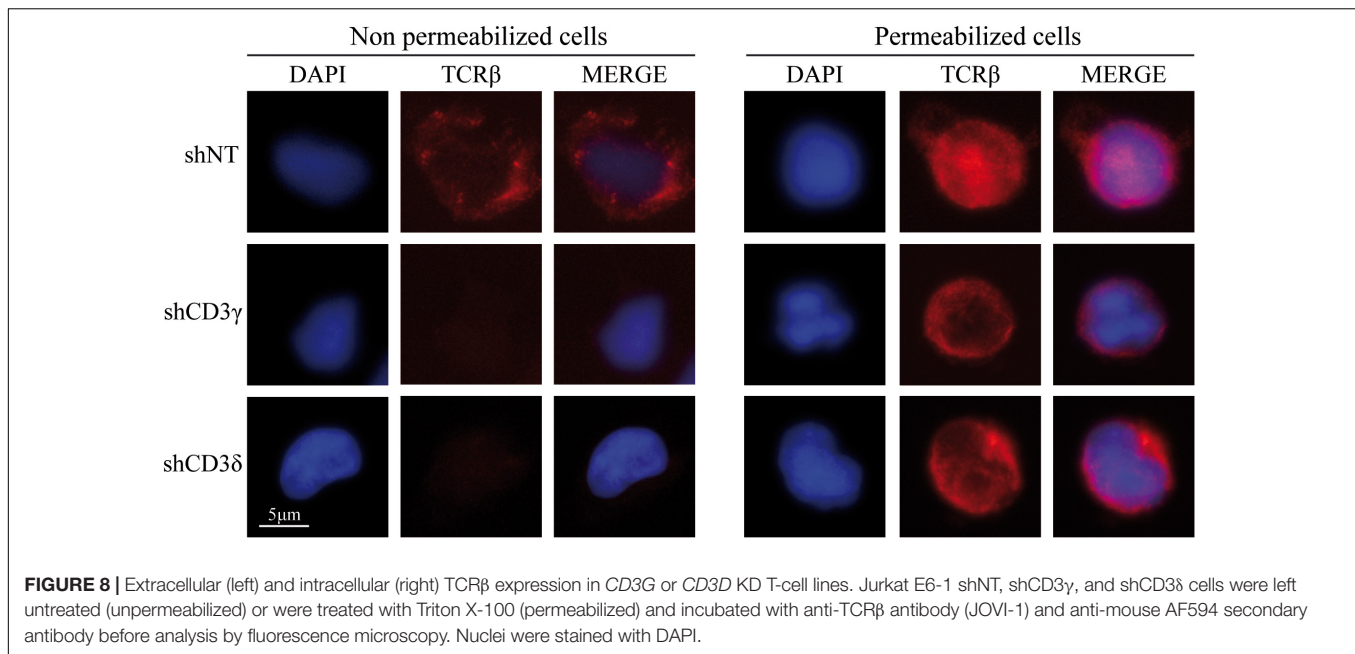 Non permeabilized cells
Permeabilized cells
DAPI TCRβ MERGE
DAPI TCRβ MERGE
shNT
shCD3γ
shCD3δ
5μm
FIGURE 8 | Extracellular (left) and intracellular (right) TCRβ expression in CD3G or CD3D KD T-cell lines. Jurkat E6-1 shNT, shCD3γ, and shCD3δ cells were left
untreated (unpermeabilized) or were treated with Triton X-100 (permeabilized) and incubated with anti-TCRβ antibody (JOVI-1) and anti-mouse AF594 secondary
antibody before analysis by fluorescence microscopy. Nuclei were stained with DAPI.